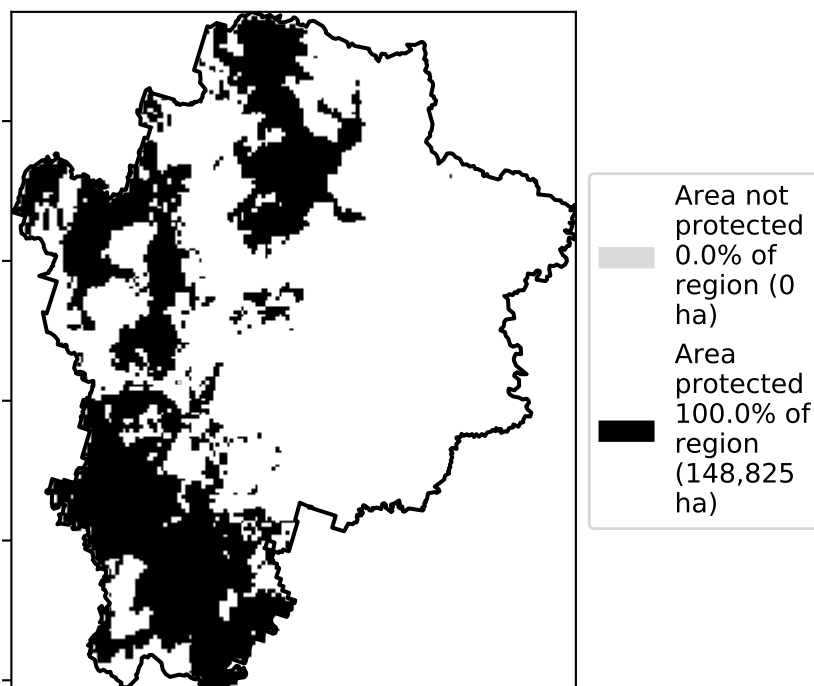 Area not
protected
0.0% of
region (0
ha)
Area
protected
100.0% of
region
(148,825
ha)